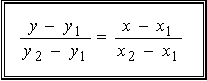 y − y₁ / y₂ − y₁ = x − x₁ / x₂ − x₁